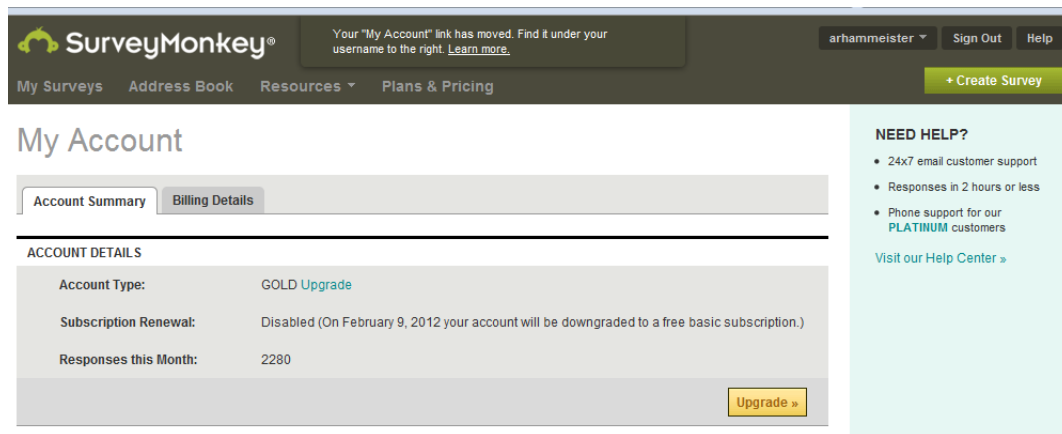 SurveyMonkey®
Your "My Account" link has moved. Find it under your
username to the right. Learn more.
arhammeister Sign Out Help
My Surveys Address Book Resources Plans & Pricing
+ Create Survey
My Account
Account Summary Billing Details
ACCOUNT DETAILS
Account Type: GOLD Upgrade
Subscription Renewal: Disabled (On February 9, 2012 your account will be downgraded to a free basic subscription.)
Responses this Month: 2280
Upgrade »
NEED HELP?
• 24x7 email customer support
• Responses in 2 hours or less
• Phone support for our
PLATINUM customers
Visit our Help Center »